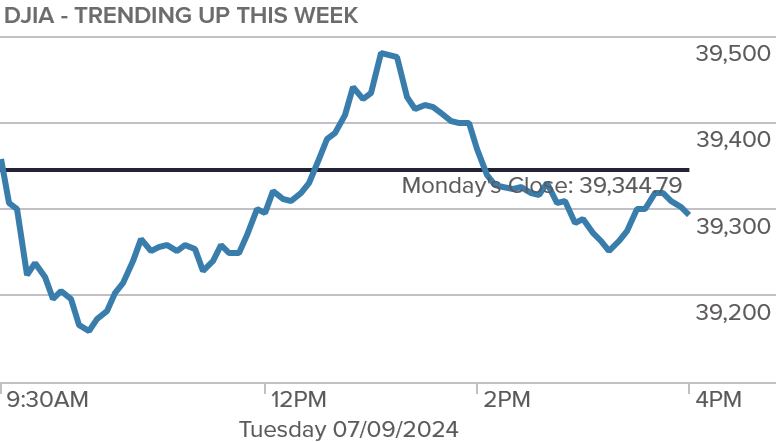 DJIA - TRENDING UP THIS WEEK
39,500
39,400
Monday's Close: 39,344.79
39,300
39,200
9:30AM 12PM 2PM 4PM
Tuesday 07/09/2024